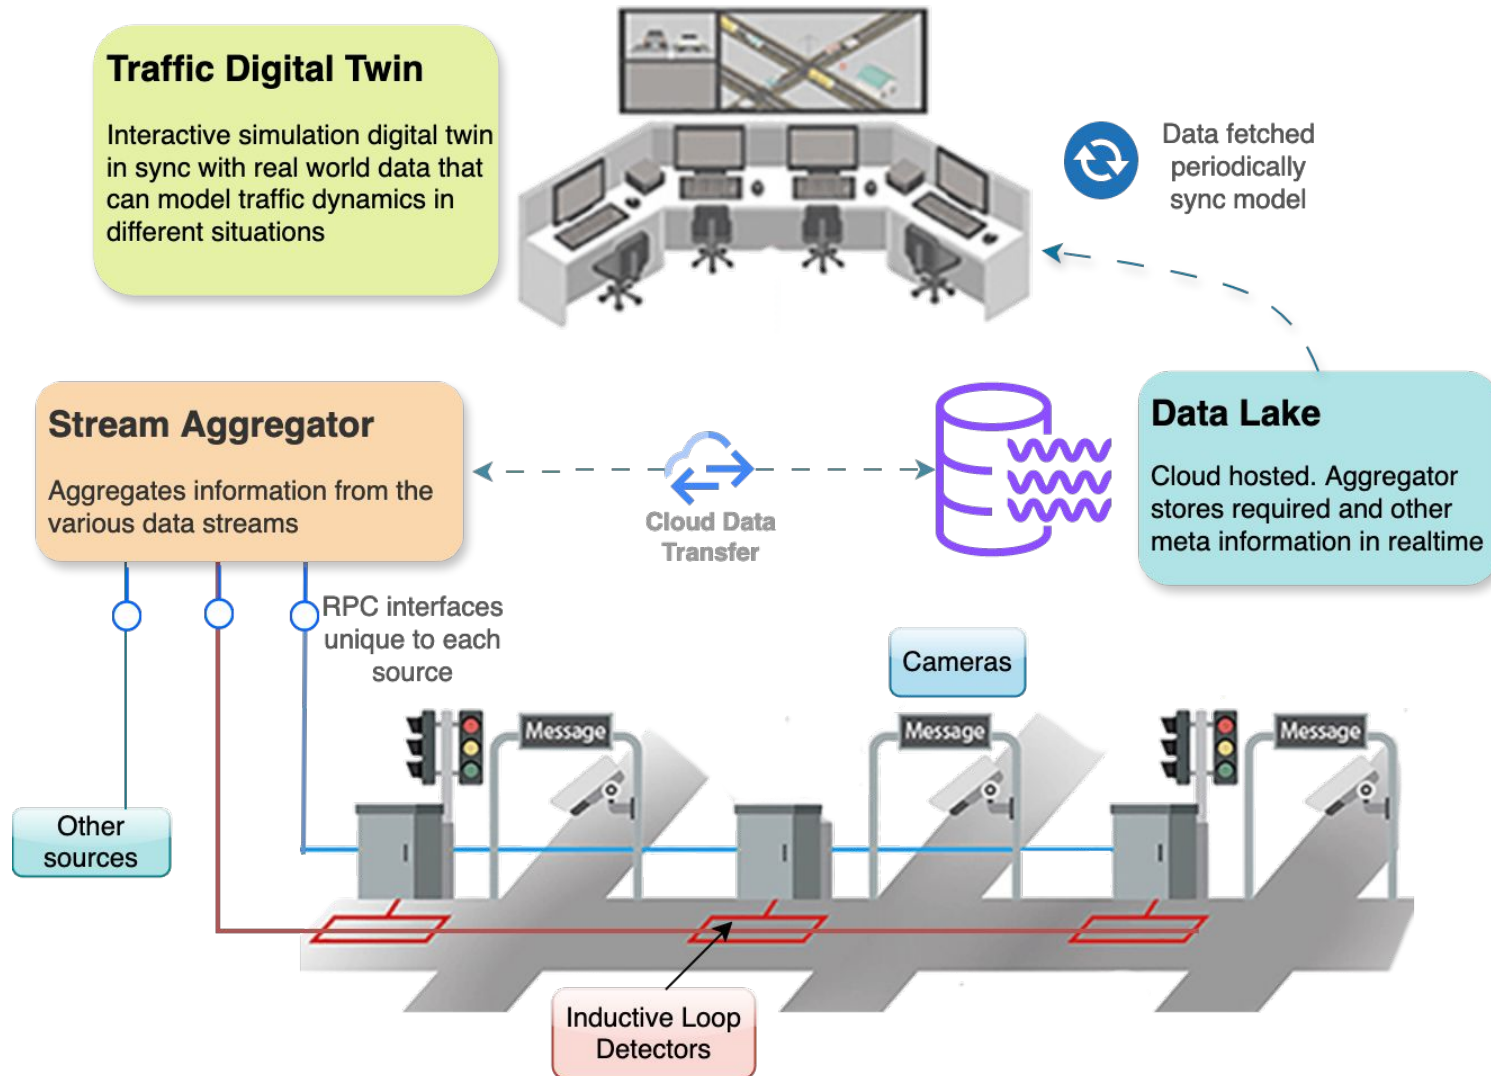 Traffic Digital Twin
Interactive simulation digital twin
in sync with real world data that
can model traffic dynamics in
different situations
Data fetched
periodically
sync model
Stream Aggregator
Aggregates information from the
various data streams
Cloud Data
Transfer
Data Lake
Cloud hosted. Aggregator
stores required and other
meta information in realtime
RPC interfaces
unique to each
source
Cameras
Message
Message
Message
Other
sources
Inductive Loop
Detectors